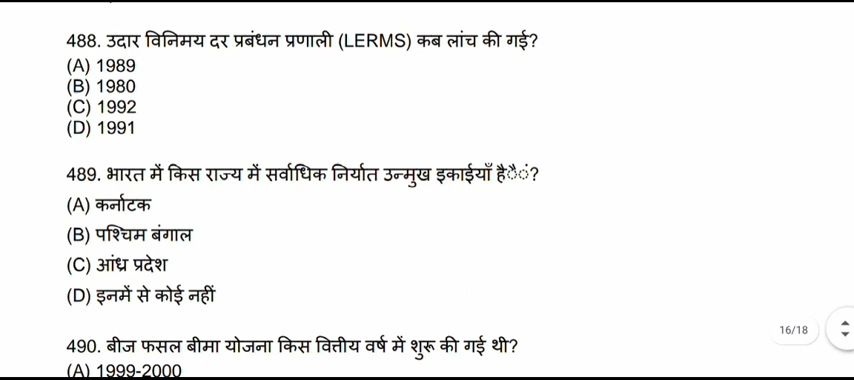 488. उदार विनिमय दर प्रबंधन प्रणाली (LERMS) कब लांच की गई?
(A) 1989
(B) 1980
(C) 1992
(D) 1991
489. भारत में किस राज्य में सर्वाधिक निर्यात उन्मुख इकाईयाँ हैैं?
(A) कर्नाटक
(B) पश्चिम बंगाल
(C) आंध्र प्रदेश
(D) इनमें से कोई नहीं
490. बीज फसल बीमा योजना किस वित्तीय वर्ष में शुरू की गई थी?
(A) 1999-2000
16/18